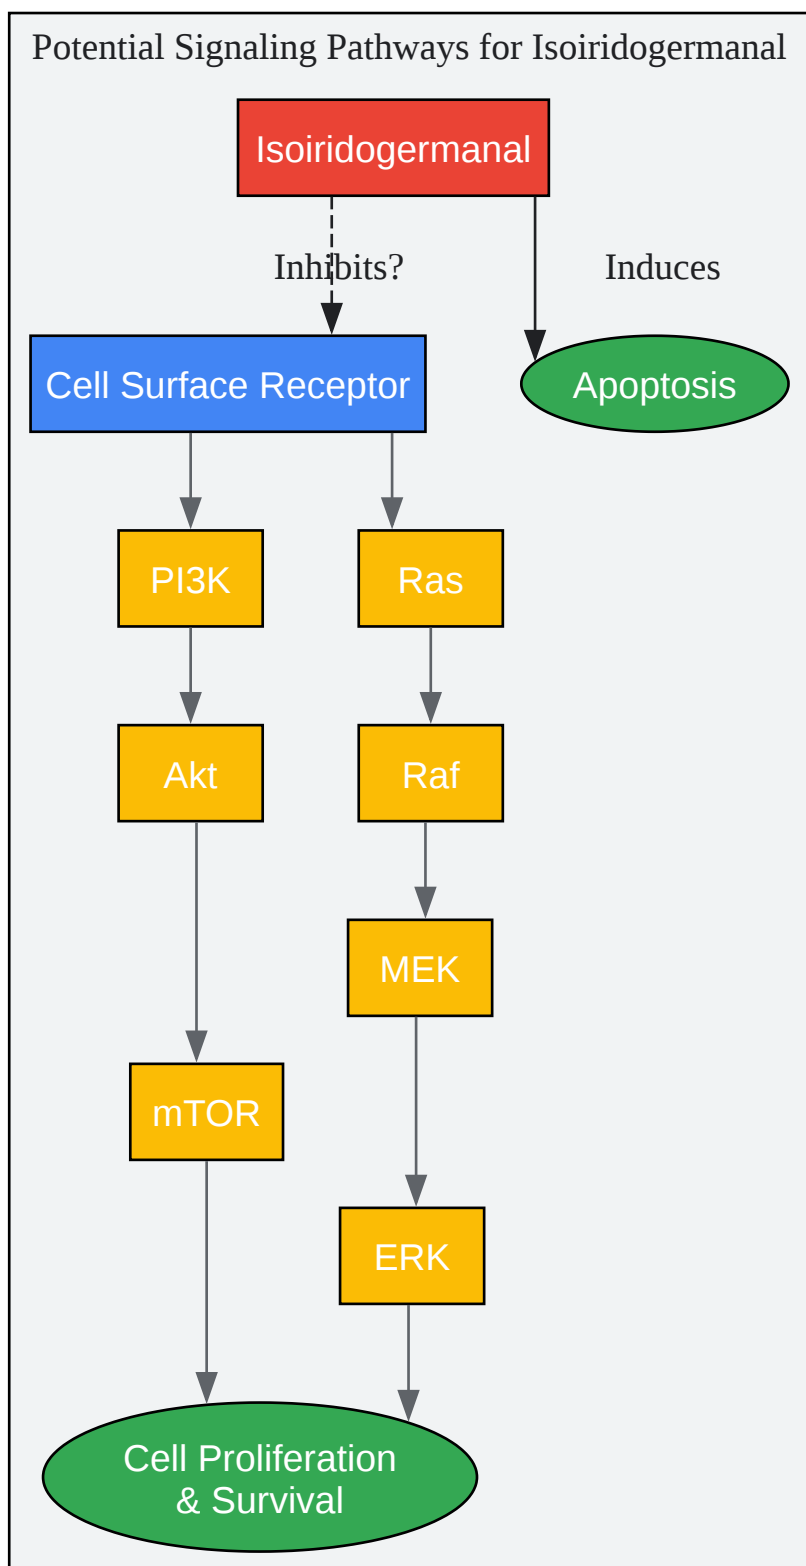 Potential Signaling Pathways for Isoiridogermanal
Isoiridogermanal
Inhibits?
Induces
Cell Surface Receptor
Apoptosis
PI3K
Ras
Akt
Raf
MEK
mTOR
ERK
Cell Proliferation
& Survival